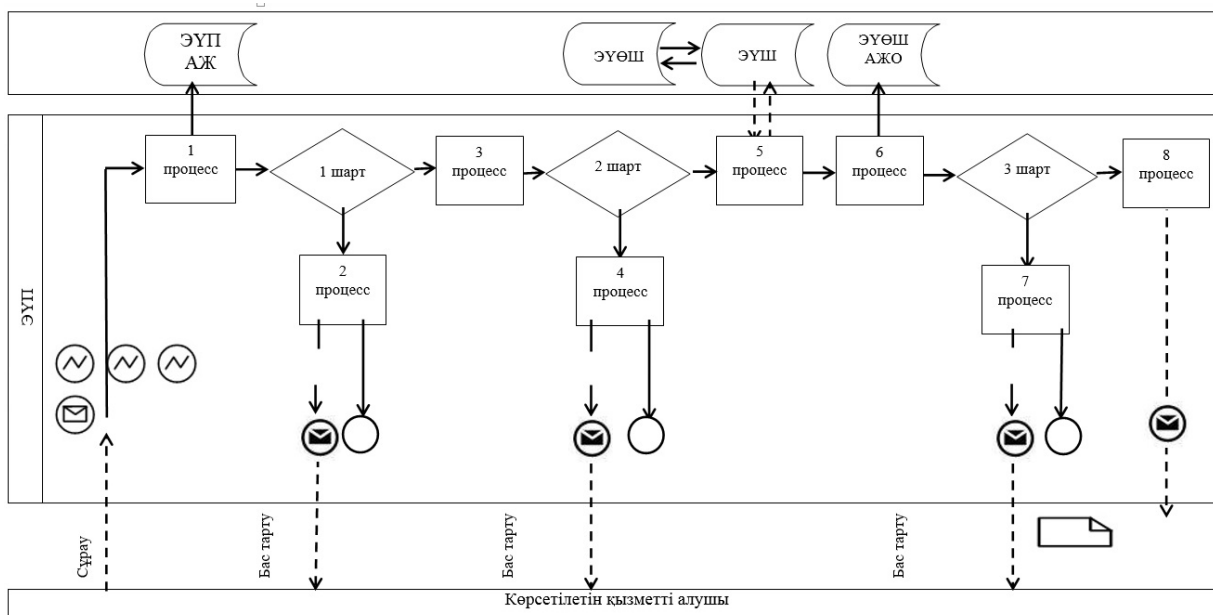 ЭҮП
АЖ
ЭҮӨШ
ЭҮШ
ЭҮӨШ
АЖО
ЭҮП
1
процесс
1 шарт
3
процесс
2 шарт
5
процесс
6
процесс
3 шарт
8
процесс
2
процесс
4
процесс
7
процесс
Сұрау
Бас тарту
Бас тарту
Бас тарту
Көрсетілетін қызметті алушы